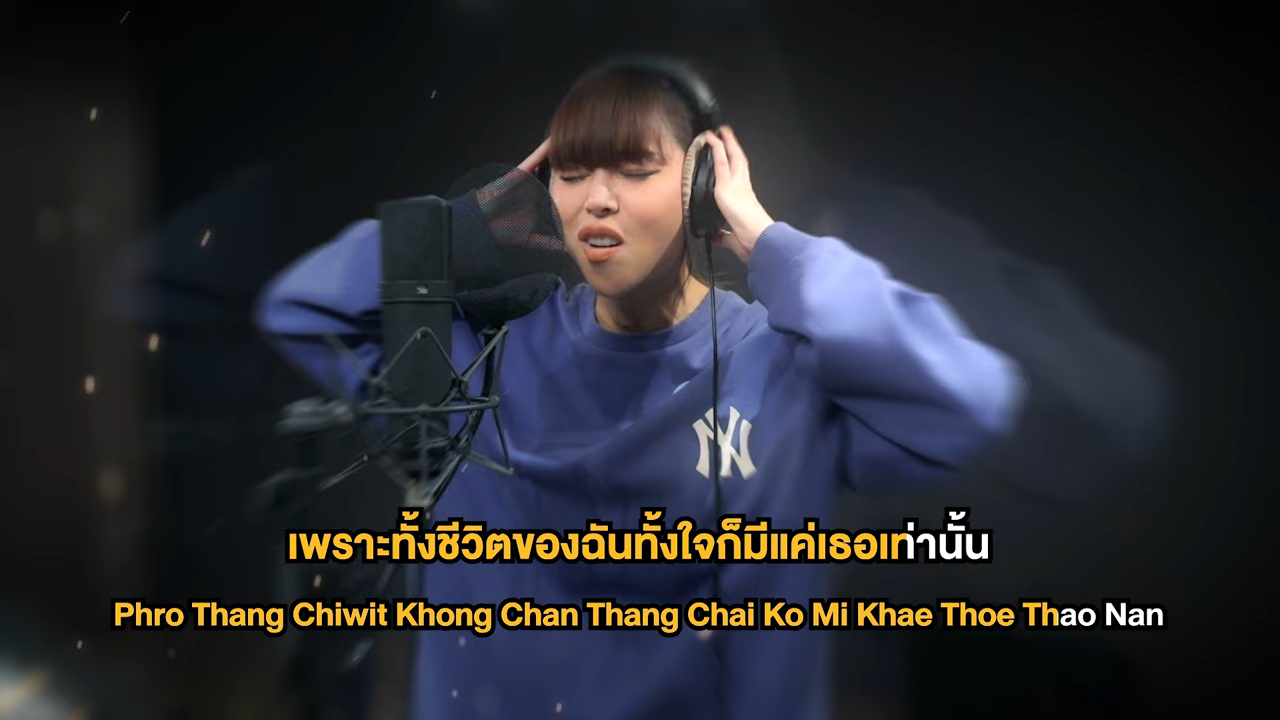 NY
เพราะทั้งชีวิตของฉันทั้งใจก็มีแค่เธอเท่านั้น
Phro Thang Chiwit Khong Chan Thang Chai Ko Mi Khae Thoe Thao Nan